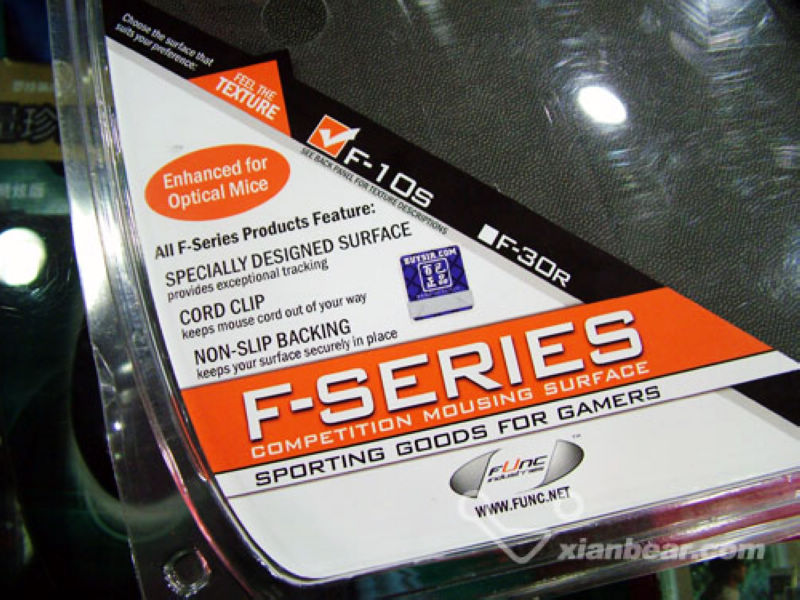 Choose the surface that
suits your preference:
FEEL THE
TEXTURE
F-10S
SEE BACK PANEL FOR TEXTURE DESCRIPTIONS
F-30R
Enhanced for
Optical Mice
All F-Series Products Feature:
SPECIALLY DESIGNED SURFACE
provides exceptional tracking
CORD CLIP
keeps mouse cord out of your way
NON-SLIP BACKING
keeps your surface securely in place
BUYSIA.COM
F-SERIES
COMPETITION MOUSING SURFACE
SPORTING GOODS FOR GAMERS
func
industries
TM
WWW.FUNC.NET
xianbear.com